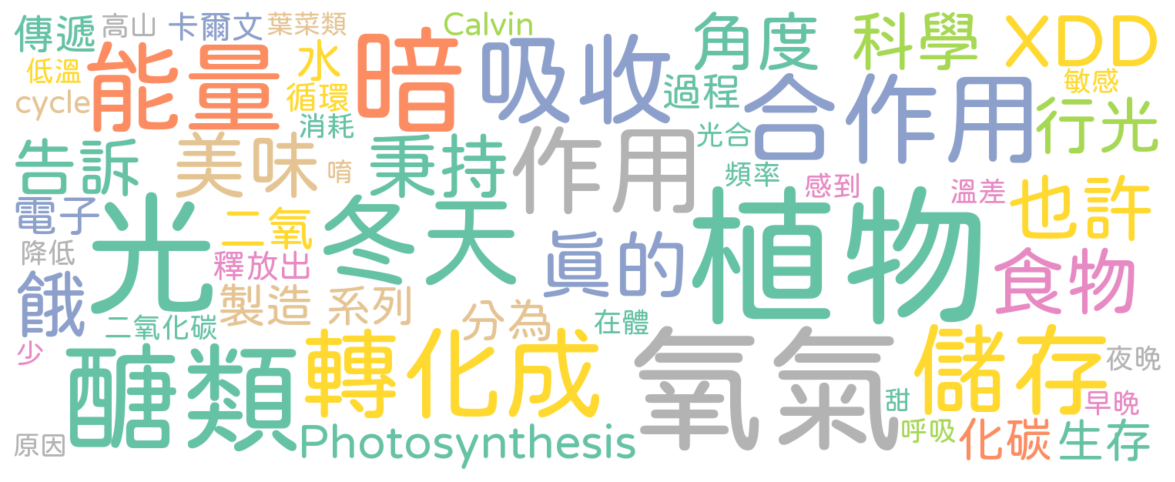 傳遞 高山 卡爾文 葉菜類 Calvin 角度 科學 XDD
低溫 能量 水 暗 吸收 過程 合作用 敏感
cycle 循環 消耗 光合 行光
告訴 美味 唷 秉持 作用 頻率 感到 溫差 也許
電子 光 二氧 冬天 真的 植物 食物
降低 釋放出
餓 製造 系列 分為 在體
二氧化碳
少 醣類 轉化成 氧氣 儲存 夜晚
甜 早晚
原因 Photosynthesis 呼吸 化碳 生存